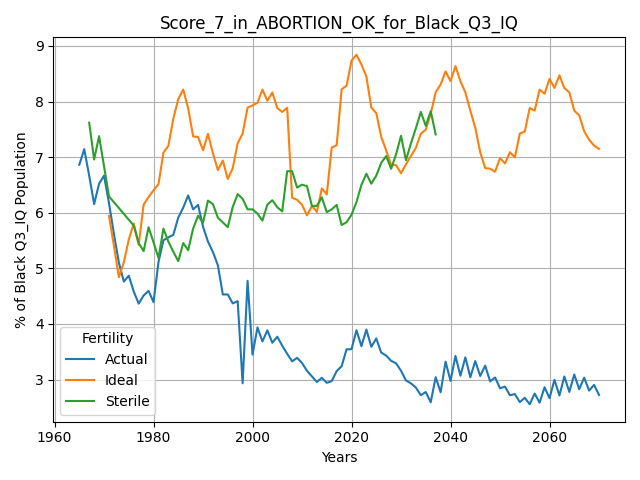 Score_7_in_ABORTION_OK_for_Black_Q3_IQ
% of Black Q3_IQ Population
9
8
7
6
5
4
3
Fertility
Actual
Ideal
Sterile
1960
1980
2000
2020
2040
2060
Years